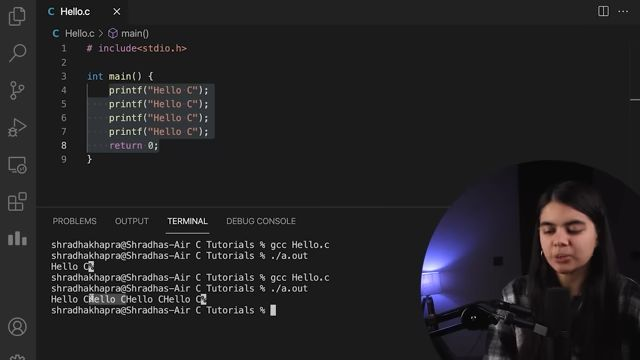 C Hello.c
C Hello.c > main()
1 # include<stdio.h>
2
3 int main() {
4 printf("Hello C");
5 printf("Hello C");
6 printf("Hello C");
7 printf("Hello C");
8 return 0;
9 }
PROBLEMS OUTPUT TERMINAL DEBUG CONSOLE
shradhakhapra@Shradhas-Air C Tutorials % gcc Hello.c
shradhakhapra@Shradhas-Air C Tutorials % ./a.out
Hello C%
shradhakhapra@Shradhas-Air C Tutorials % gcc Hello.c
shradhakhapra@Shradhas-Air C Tutorials % ./a.out
Hello CHello CHello CHello C%
shradhakhapra@Shradhas-Air C Tutorials %